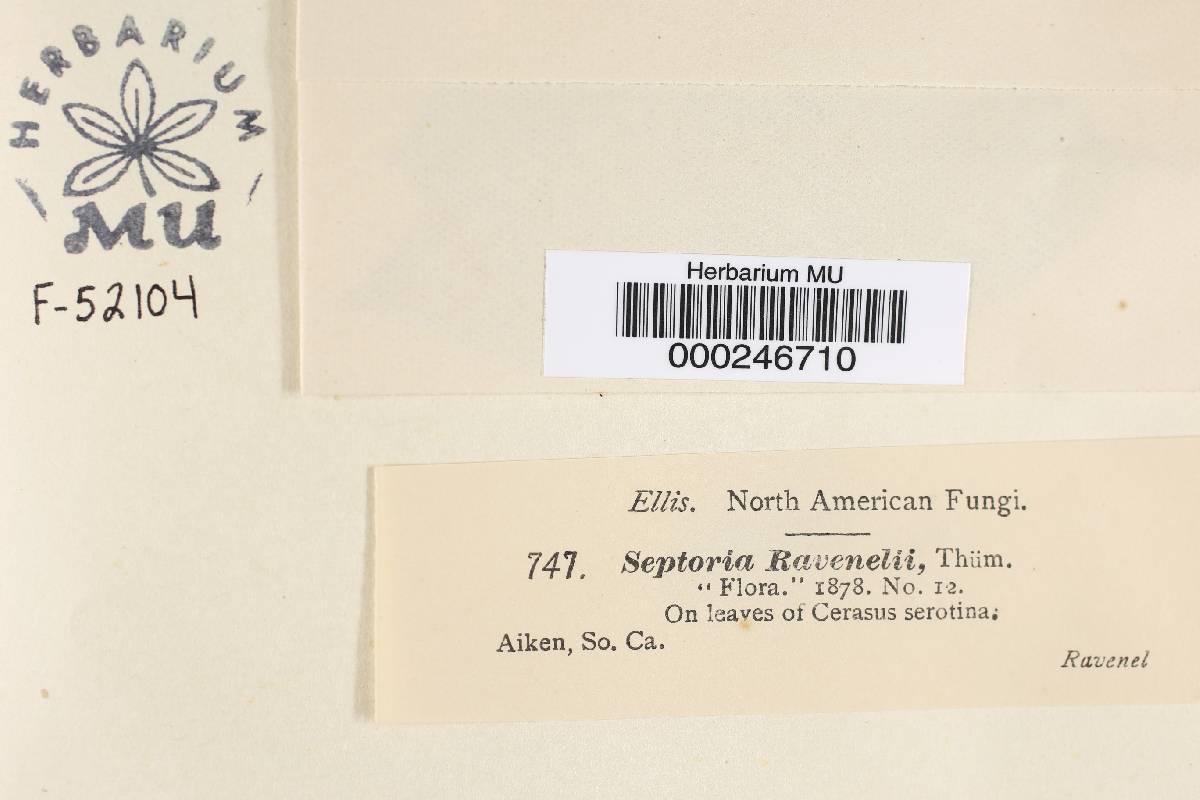 HERBARIUM
MU
F-52104
Herbarium MU
000246710
Ellis. North American Fungi.
747. Septoria Ravenelii, Thüm.
"Flora." 1878. No. 12.
On leaves of Cerasus serotina;
Aiken, So. Ca.
Ravenel